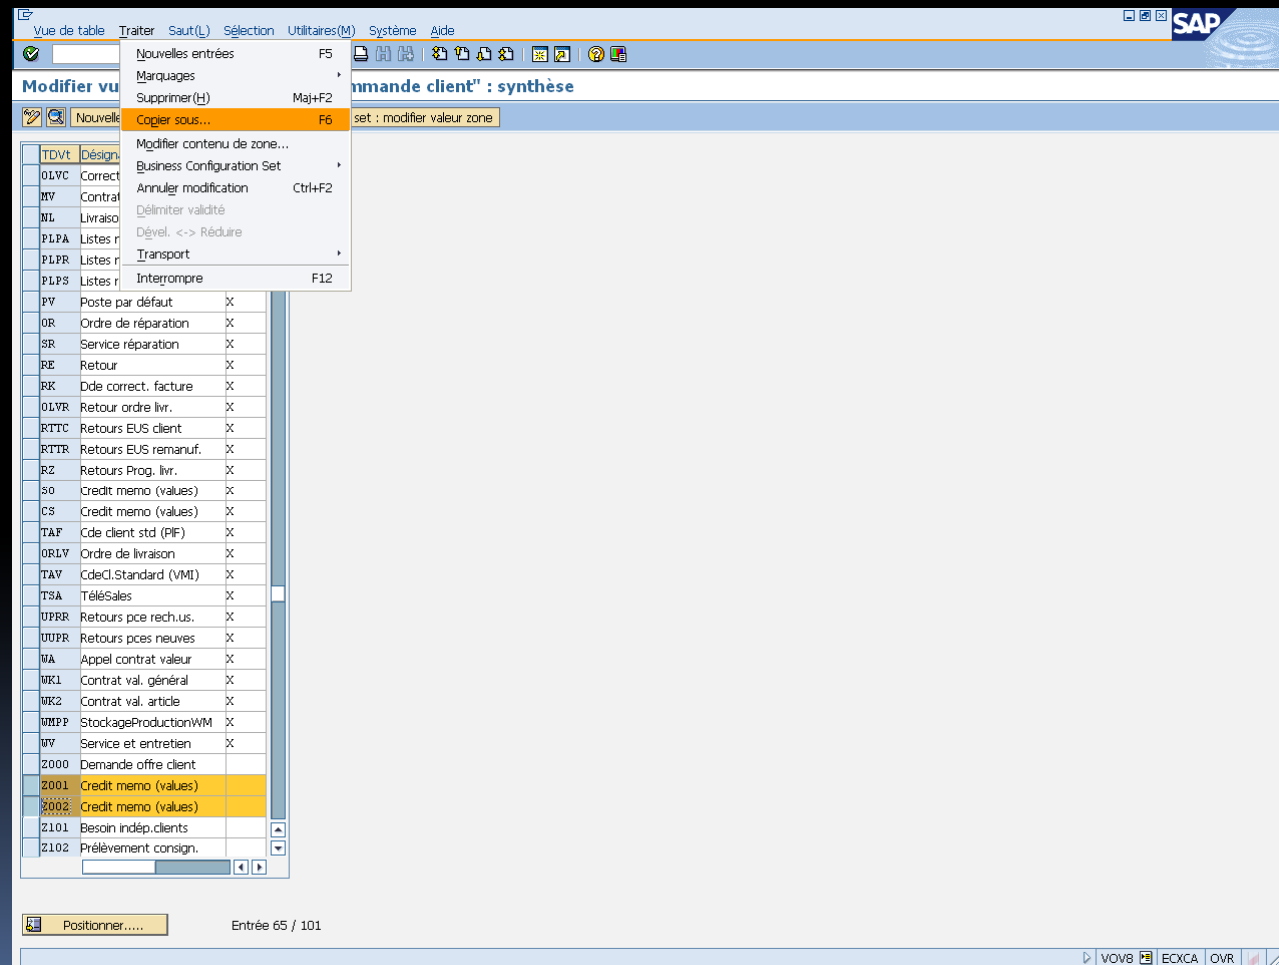 Vue de table Traiter Saut(L) Sélection Utilitaires(M) Système Aide
SAP
Nouvelles entrées F5
Marquages
Supprimer(H) Maj+F2
Copier sous... F6
Modifier contenu de zone...
Business Configuration Set
Annuler modification Ctrl+F2
Délimiter validité
Dével. <-> Réduire
Transport
Interrompre F12
Modifier vu mmande client" : synthèse
Nouvelle set : modifier valeur zone
TDVt Désign
OLVC Correct
MV Contrat
NL Livraiso
PLPA Listes r
PLPR Listes r
PLPS Listes r
PV Poste par défaut X
OR Ordre de réparation X
SR Service réparation X
RE Retour X
RK Dde correct. facture X
OLVR Retour ordre livr. X
RTTC Retours EUS client X
RTTR Retours EUS remanuf. X
RZ Retours Prog. livr. X
SO Credit memo (values) X
CS Credit memo (values) X
TAF Cde client std (PlF) X
ORLV Ordre de livraison X
TAV CdeCl.Standard (VMI) X
TSA TéléSales X
UPRR Retours pce rech.us. X
UUPR Retours pces neuves X
WA Appel contrat valeur X
WK1 Contrat val. général X
WK2 Contrat val. article X
WMPP StockageProductionWM X
WV Service et entretien X
Z000 Demande offre client
Z001 Credit memo (values)
Z002 Credit memo (values)
Z101 Besoin indép.clients
Z102 Prélèvement consign.
Positionner..... Entrée 65 / 101
VOV8 ECXCA OVR